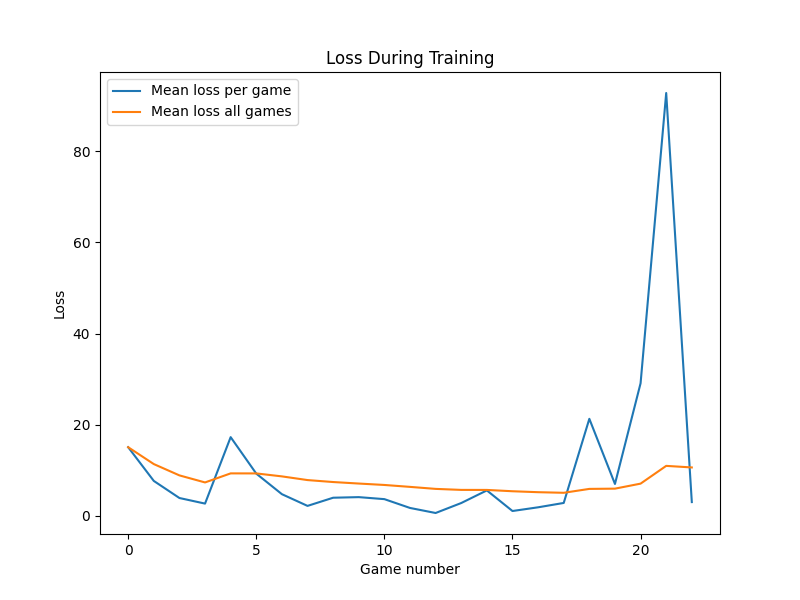 Loss During Training
Mean loss per game
Mean loss all games
80
60
40
20
0
Loss
0 5 10 15 20
Game number